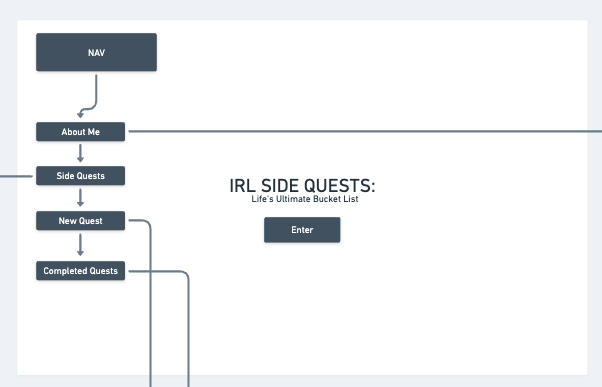 NAV
About Me
Side Quests
New Quest
Completed Quests
IRL SIDE QUESTS:
Life's Ultimate Bucket List
Enter